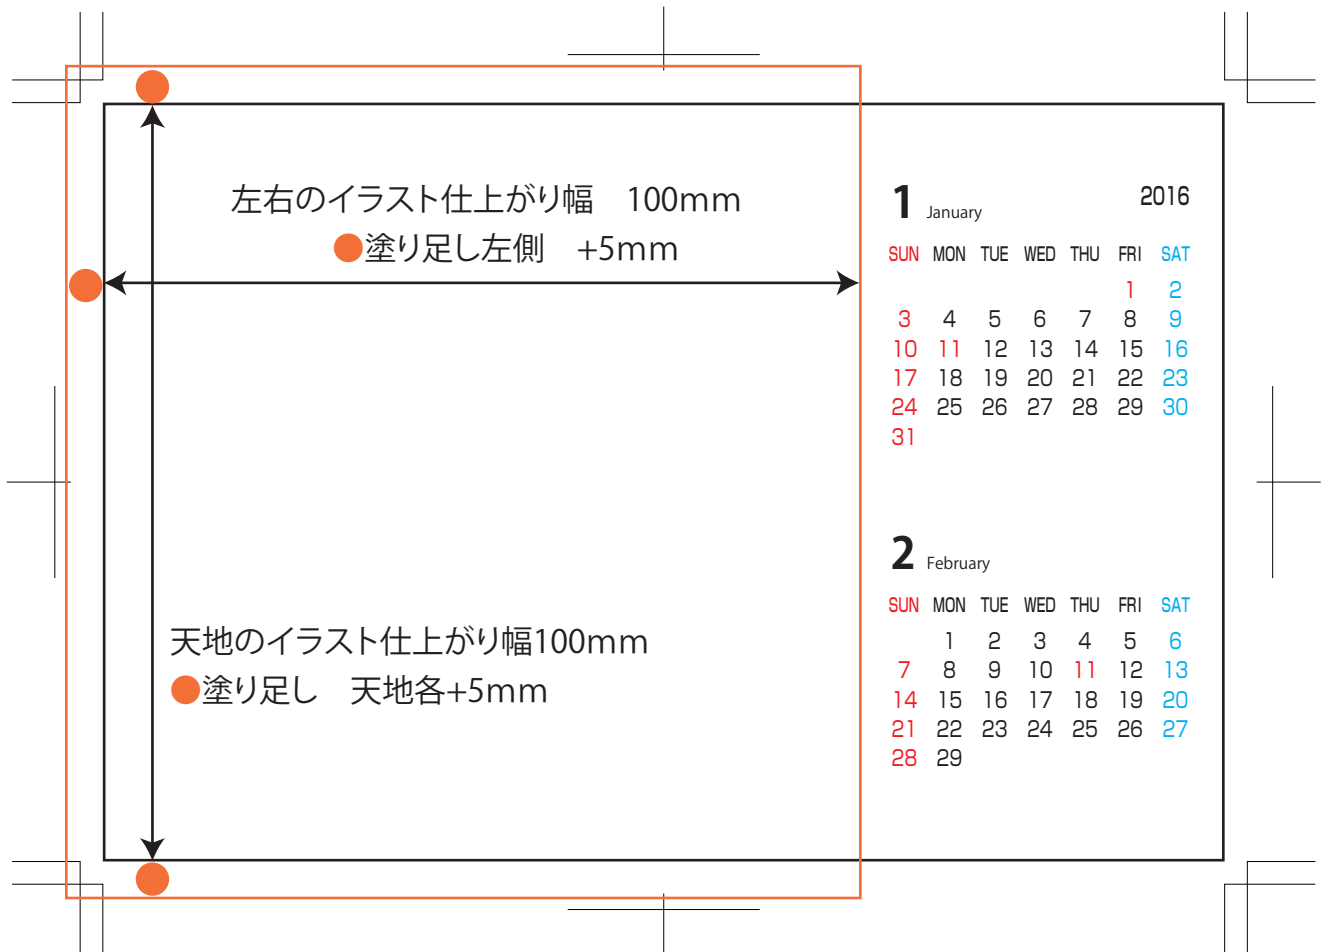 左右のイラスト仕上がり幅　100mm
●塗り足し左側　+5mm
天地のイラスト仕上がり幅100mm
●塗り足し　天地各+5mm
1 January 2016
SUN MON TUE WED THU FRI SAT
1 2
3 4 5 6 7 8 9
10 11 12 13 14 15 16
17 18 19 20 21 22 23
24 25 26 27 28 29 30
31
2 February
SUN MON TUE WED THU FRI SAT
1 2 3 4 5 6
7 8 9 10 11 12 13
14 15 16 17 18 19 20
21 22 23 24 25 26 27
28 29